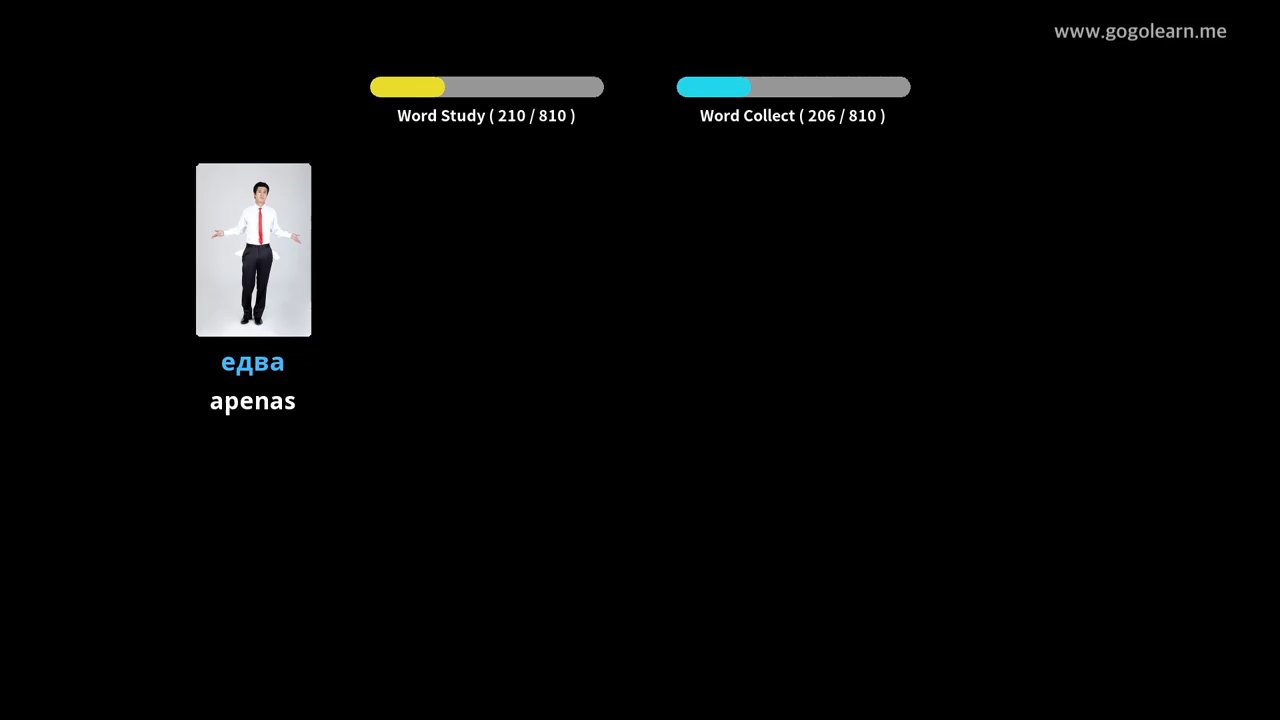 www.gogolearn.me
Word Study ( 210 / 810 )
Word Collect ( 206 / 810 )
едва
apenas